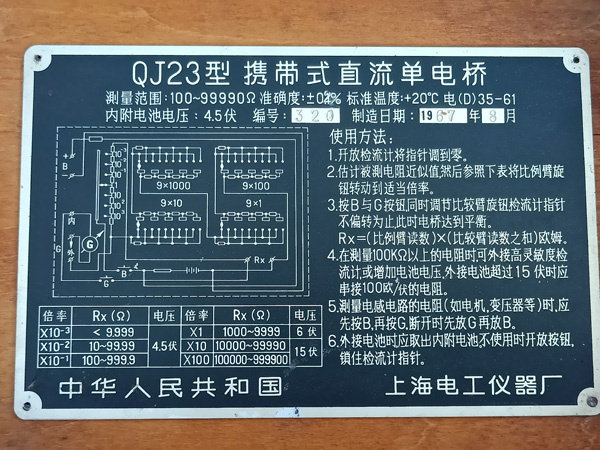 QJ23型 携带式直流单电桥
测量范围:100~99990Ω 准确度:±0.2% 标准温度:+20℃ 电(D)35-61
内附电池电压:4.5伏 编号:320 制造日期:1967年8月
使用方法:
1.开放检流计,将指针调到零。
2.估计被测电阻近似值,然后参照下表将比例臂旋
钮转动到适当倍率。
3.按B与G按钮,同时调节比较臂旋钮检流计指针
不偏转为止此时电桥达到平衡。
Rx=(比例臂读数)×(比较臂读数之和)欧姆。
4.在测量100KΩ以上的电阻时可外接高灵敏度检
流计,或增加电池电压,外接电池超过15伏时应
串接100欧/伏的电阻。
5.测量电感电路的电阻(如电机,变压器等)时,应
先按B,再按G,断开时先放G再放B。
6.外接电池时应取出内附电池不使用时开放按钮,
锁住检流计指针。
+
B
-
10⁻³
10⁻²
10⁻¹
X1
10
10²
9×1000
9×100
9×10
9×1
内
G
外
G
G
B
Rx
倍率 Rx(Ω) 电压 倍率 Rx(Ω) 电压
X10⁻³ < 9.999 4.5伏 X1 1000~9999 6伏
X10⁻² 10~99.99 X10 10000~99990 15伏
X10⁻¹ 100~999.9 X100 100000~999900
中华人民共和国 上海电工仪器厂